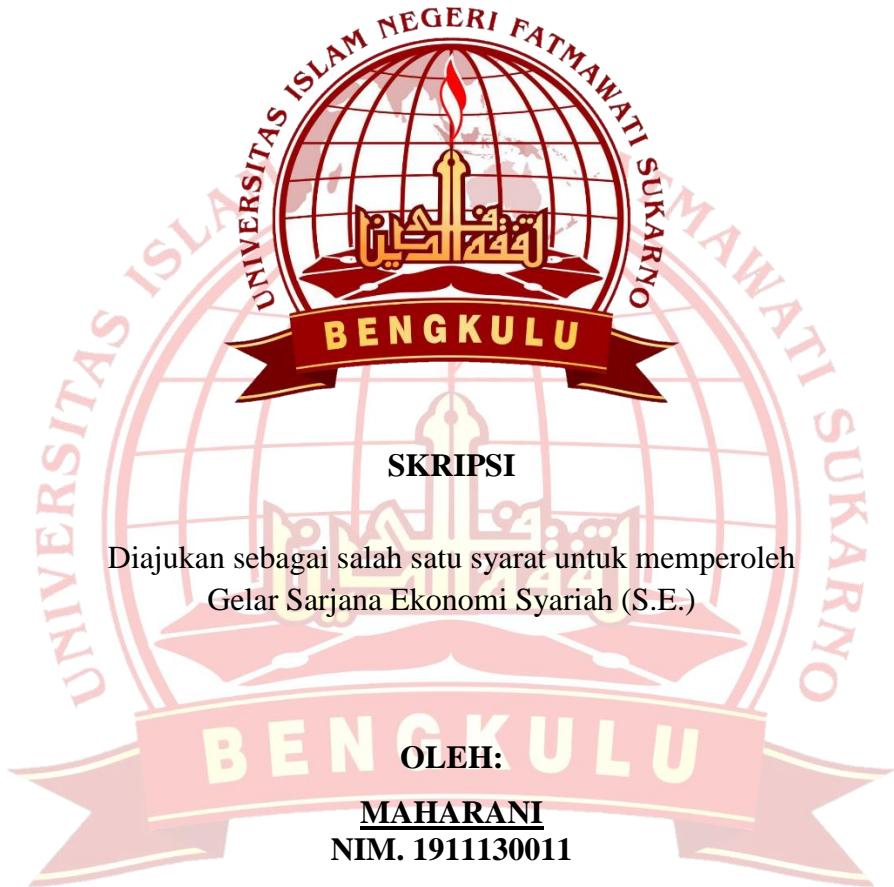 UNIVERSITAS ISLAM NEGERI FATMAWATI SUKARNO
BENGKULU
SKRIPSI
Diajukan sebagai salah satu syarat untuk memperoleh
Gelar Sarjana Ekonomi Syariah (S.E.)
OLEH:
MAHARANI
NIM. 1911130011